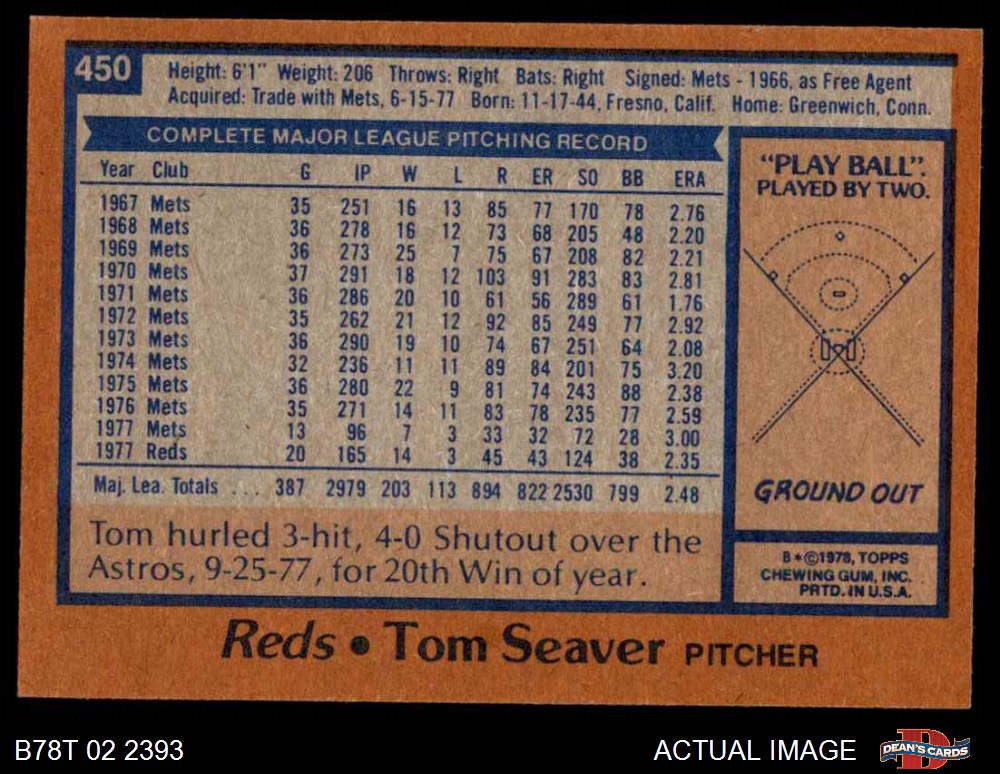 450
Height: 6'1" Weight: 206 Throws: Right Bats: Right Signed: Mets - 1966, as Free Agent
Acquired: Trade with Mets, 6-15-77 Born: 11-17-44, Fresno, Calif. Home: Greenwich, Conn.
COMPLETE MAJOR LEAGUE PITCHING RECORD
Year Club G IP W L R ER SO BB ERA
1967 Mets 35 251 16 13 85 77 170 78 2.76
1968 Mets 36 278 16 12 73 68 205 48 2.20
1969 Mets 36 273 25 7 75 67 208 82 2.21
1970 Mets 37 291 18 12 103 91 283 83 2.81
1971 Mets 36 286 20 10 61 56 289 61 1.76
1972 Mets 35 262 21 12 92 85 249 77 2.92
1973 Mets 36 290 19 10 74 67 251 64 2.08
1974 Mets 32 236 11 11 89 84 201 75 3.20
1975 Mets 36 280 22 9 81 74 243 88 2.38
1976 Mets 35 271 14 11 83 78 235 77 2.59
1977 Mets 13 96 7 3 33 32 72 28 3.00
1977 Reds 20 165 14 3 45 43 124 38 2.35
Maj. Lea. Totals ... 387 2979 203 113 894 822 2530 799 2.48
Tom hurled 3-hit, 4-0 Shutout over the
Astros, 9-25-77, for 20th Win of year.
"PLAY BALL".
PLAYED BY TWO.
GROUND OUT
B*©1978, TOPPS
CHEWING GUM, INC.
PRTD. IN U.S.A.
Reds • Tom Seaver PITCHER
B78T 02 2393
ACTUAL IMAGE
D
DEAN'S CARDS